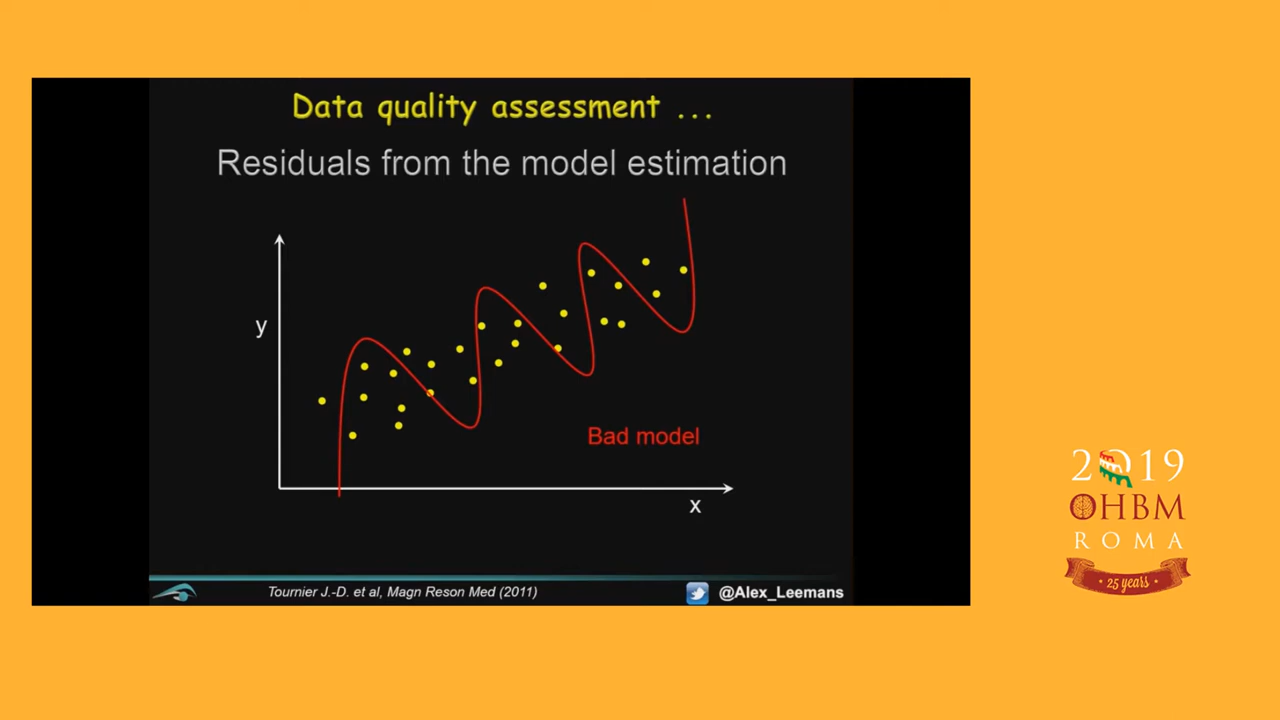 Data quality assessment ...
Residuals from the model estimation
y
Bad model
x
Tournier J.-D. et al, Magn Reson Med (2011)
@Alex_Leemans
2019
OHBM
ROMA
25 years